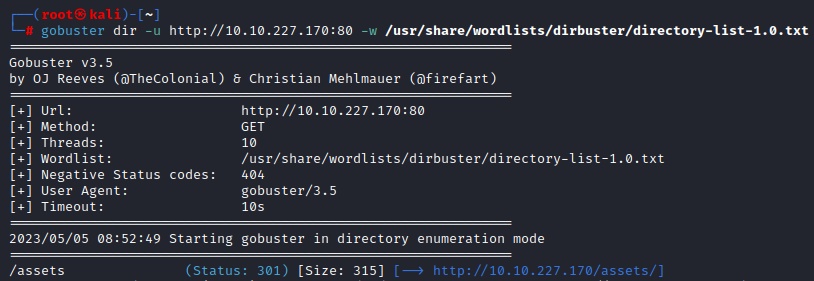 ┌──(root㉿kali)-[~]
└─# gobuster dir -u http://10.10.227.170:80 -w /usr/share/wordlists/dirbuster/directory-list-1.0.txt
===============================================================
Gobuster v3.5
by OJ Reeves (@TheColonial) & Christian Mehlmauer (@firefart)
===============================================================
[+] Url:                     http://10.10.227.170:80
[+] Method:                  GET
[+] Threads:                 10
[+] Wordlist:                /usr/share/wordlists/dirbuster/directory-list-1.0.txt
[+] Negative Status codes:   404
[+] User Agent:              gobuster/3.5
[+] Timeout:                 10s
===============================================================
2023/05/05 08:52:49 Starting gobuster in directory enumeration mode
===============================================================
/assets               (Status: 301) [Size: 315] [--> http://10.10.227.170/assets/]